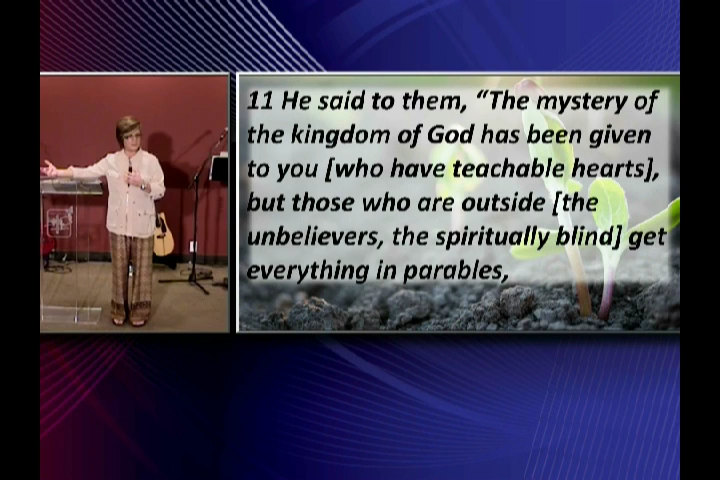 11 He said to them, “The mystery of
the kingdom of God has been given
to you [who have teachable hearts],
but those who are outside [the
unbelievers, the spiritually blind] get
everything in parables,